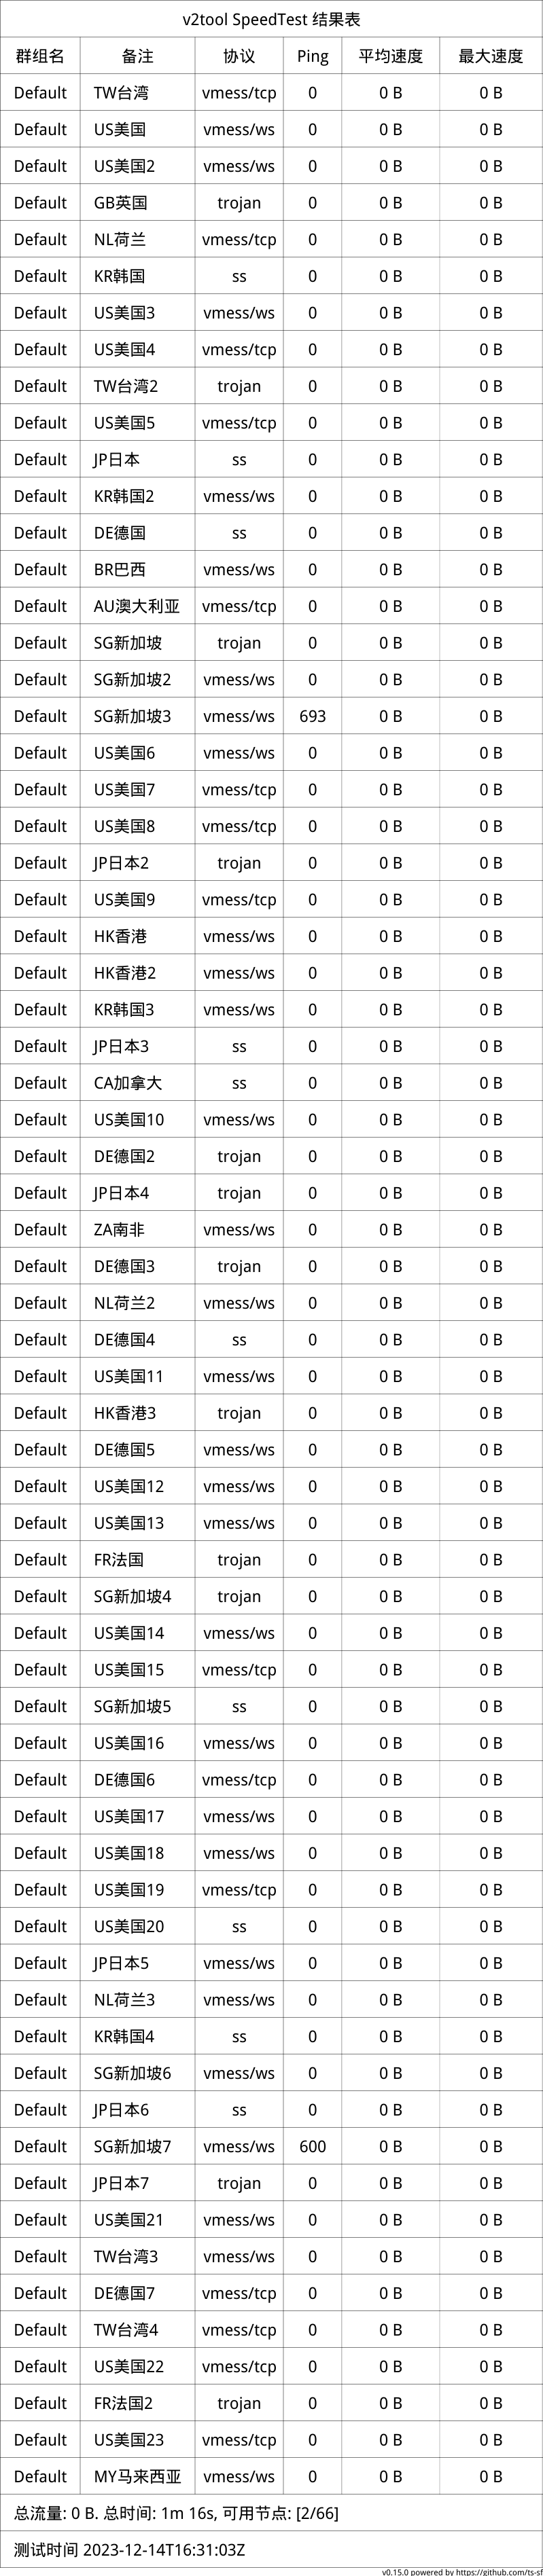 v2tool SpeedTest 结果表
群组名 备注 协议 Ping 平均速度 最大速度
Default TW台湾 vmess/tcp 0 0 B 0 B
Default US美国 vmess/ws 0 0 B 0 B
Default US美国2 vmess/ws 0 0 B 0 B
Default GB英国 trojan 0 0 B 0 B
Default NL荷兰 vmess/tcp 0 0 B 0 B
Default KR韩国 ss 0 0 B 0 B
Default US美国3 vmess/ws 0 0 B 0 B
Default US美国4 vmess/tcp 0 0 B 0 B
Default TW台湾2 trojan 0 0 B 0 B
Default US美国5 vmess/tcp 0 0 B 0 B
Default JP日本 ss 0 0 B 0 B
Default KR韩国2 vmess/ws 0 0 B 0 B
Default DE德国 ss 0 0 B 0 B
Default BR巴西 vmess/ws 0 0 B 0 B
Default AU澳大利亚 vmess/tcp 0 0 B 0 B
Default SG新加坡 trojan 0 0 B 0 B
Default SG新加坡2 vmess/ws 0 0 B 0 B
Default SG新加坡3 vmess/ws 693 0 B 0 B
Default US美国6 vmess/ws 0 0 B 0 B
Default US美国7 vmess/tcp 0 0 B 0 B
Default US美国8 vmess/tcp 0 0 B 0 B
Default JP日本2 trojan 0 0 B 0 B
Default US美国9 vmess/tcp 0 0 B 0 B
Default HK香港 vmess/ws 0 0 B 0 B
Default HK香港2 vmess/ws 0 0 B 0 B
Default KR韩国3 vmess/ws 0 0 B 0 B
Default JP日本3 ss 0 0 B 0 B
Default CA加拿大 ss 0 0 B 0 B
Default US美国10 vmess/ws 0 0 B 0 B
Default DE德国2 trojan 0 0 B 0 B
Default JP日本4 trojan 0 0 B 0 B
Default ZA南非 vmess/ws 0 0 B 0 B
Default DE德国3 trojan 0 0 B 0 B
Default NL荷兰2 vmess/ws 0 0 B 0 B
Default DE德国4 ss 0 0 B 0 B
Default US美国11 vmess/ws 0 0 B 0 B
Default HK香港3 trojan 0 0 B 0 B
Default DE德国5 vmess/ws 0 0 B 0 B
Default US美国12 vmess/ws 0 0 B 0 B
Default US美国13 vmess/ws 0 0 B 0 B
Default FR法国 trojan 0 0 B 0 B
Default SG新加坡4 trojan 0 0 B 0 B
Default US美国14 vmess/ws 0 0 B 0 B
Default US美国15 vmess/tcp 0 0 B 0 B
Default SG新加坡5 ss 0 0 B 0 B
Default US美国16 vmess/ws 0 0 B 0 B
Default DE德国6 vmess/tcp 0 0 B 0 B
Default US美国17 vmess/ws 0 0 B 0 B
Default US美国18 vmess/ws 0 0 B 0 B
Default US美国19 vmess/tcp 0 0 B 0 B
Default US美国20 ss 0 0 B 0 B
Default JP日本5 vmess/ws 0 0 B 0 B
Default NL荷兰3 vmess/ws 0 0 B 0 B
Default KR韩国4 ss 0 0 B 0 B
Default SG新加坡6 vmess/ws 0 0 B 0 B
Default JP日本6 ss 0 0 B 0 B
Default SG新加坡7 vmess/ws 600 0 B 0 B
Default JP日本7 trojan 0 0 B 0 B
Default US美国21 vmess/ws 0 0 B 0 B
Default TW台湾3 vmess/ws 0 0 B 0 B
Default DE德国7 vmess/tcp 0 0 B 0 B
Default TW台湾4 vmess/tcp 0 0 B 0 B
Default US美国22 vmess/tcp 0 0 B 0 B
Default FR法国2 trojan 0 0 B 0 B
Default US美国23 vmess/tcp 0 0 B 0 B
Default MY马来西亚 vmess/ws 0 0 B 0 B
总流量: 0 B. 总时间: 1m 16s, 可用节点: [2/66]
测试时间 2023-12-14T16:31:03Z
v0.15.0 powered by https://github.com/ts-sf